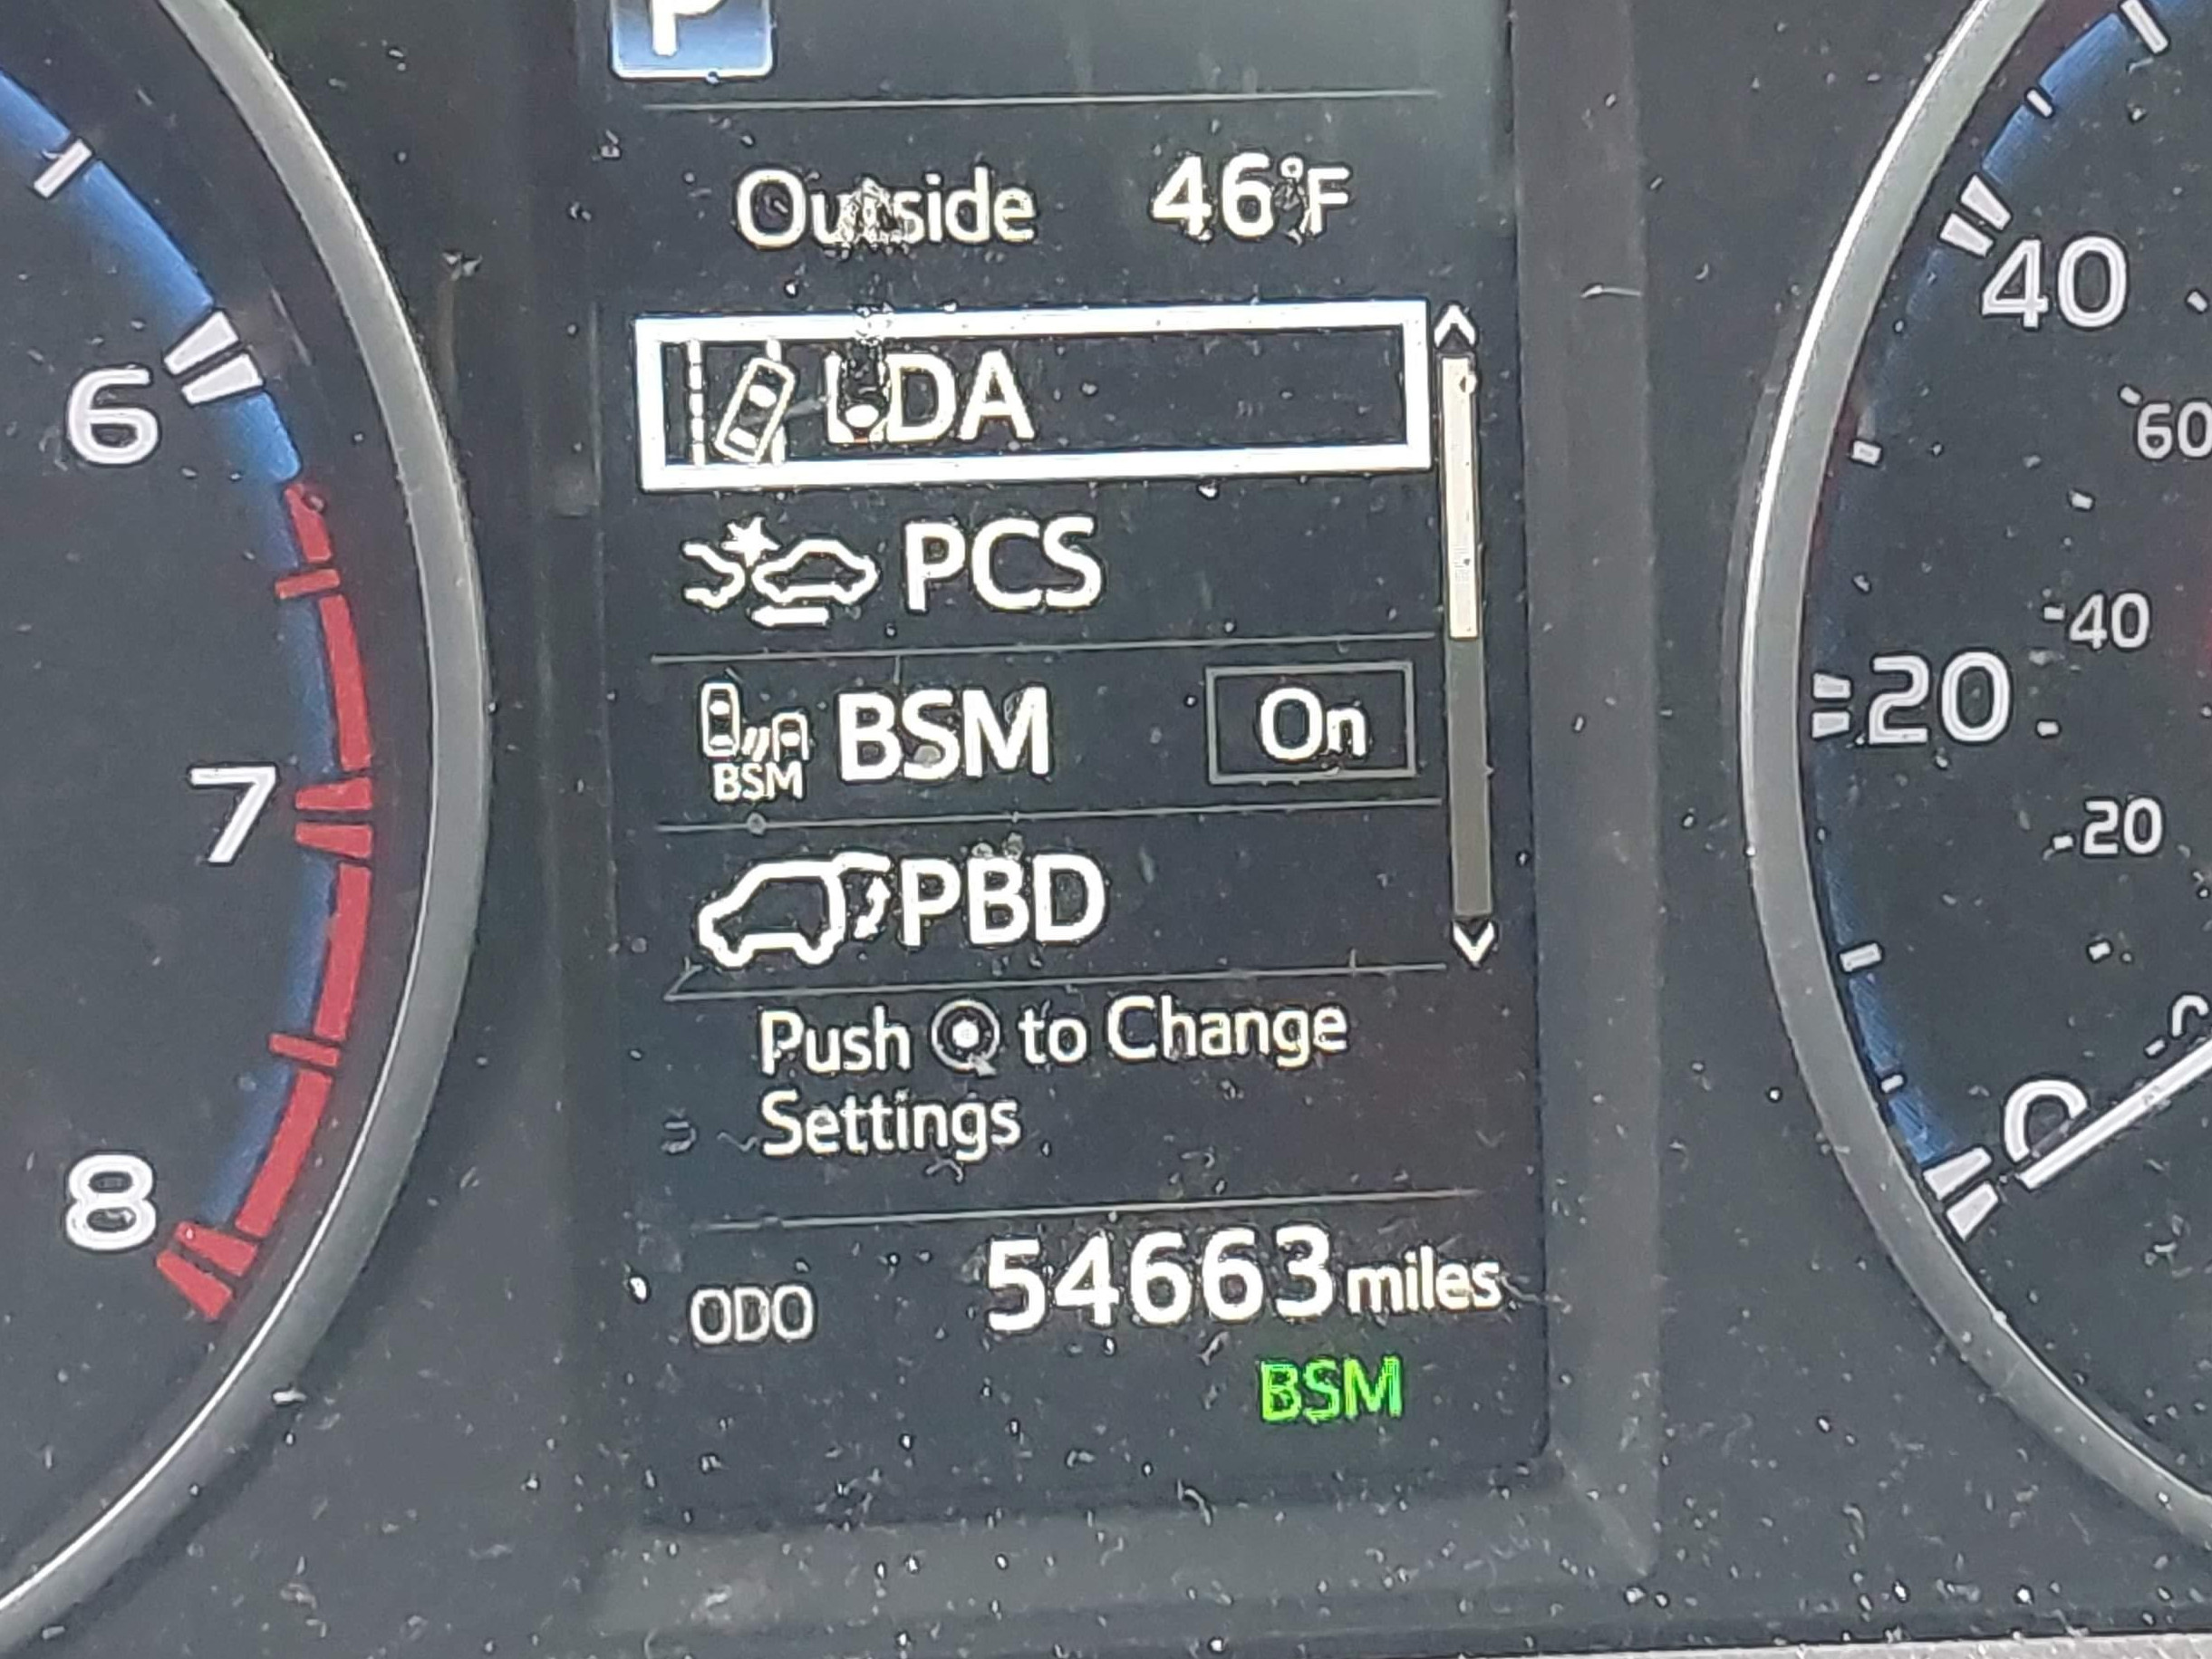 P
Outside 46°F
LDA
PCS
BSM BSM On
PBD
Push to Change
Settings
ODO 54663 miles
BSM
6
7
8
40
60
20
40
20
0
0